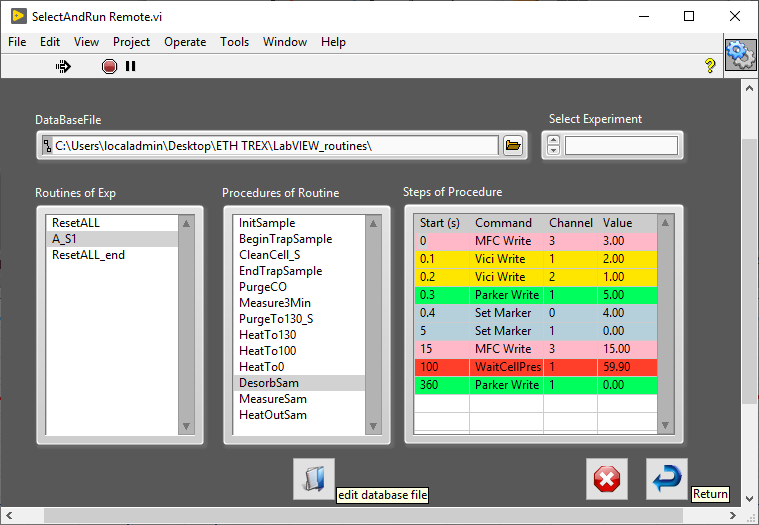 SelectAndRun Remote.vi
File Edit View Project Operate Tools Window Help
DataBaseFile
Select Experiment
C:\Users\localadmin\Desktop\ETH TREX\LabVIEW_routines\
Routines of Exp
Procedures of Routine
Steps of Procedure
ResetALL
A_S1
ResetALL_end
InitSample
BeginTrapSample
CleanCell_S
EndTrapSample
PurgeCO
Measure3Min
PurgeTo130_S
HeatTo130
HeatTo100
HeatTo0
DesorbSam
MeasureSam
HeatOutSam
Start (s) Command Channel Value
0 MFC Write 3 3.00
0.1 Vici Write 1 2.00
0.2 Vici Write 2 1.00
0.3 Parker Write 1 5.00
0.4 Set Marker 0 4.00
5 Set Marker 1 0.00
15 MFC Write 3 15.00
100 WaitCellPres 1 59.90
360 Parker Write 1 0.00
edit database file
Return